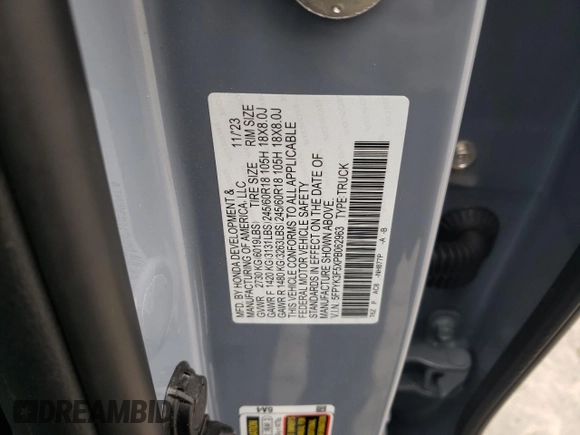 MFD. BY HONDA DEVELOPMENT &
MANUFACTURING OF AMERICA, LLC 11/23
GVWR 2730 KG(6019LBS) TIRE SIZE RIM SIZE
GAWR F 1420 KG(3131LBS) 245/60R18 105H 18X8.0J
GAWR R 1480 KG(3263LBS) 245/60R18 105H 18X8.0J
THIS VEHICLE CONFORMS TO ALL APPLICABLE
FEDERAL MOTOR VEHICLE SAFETY
STANDARDS IN EFFECT ON THE DATE OF
MANUFACTURE SHOWN ABOVE.
V.I.N. 5FPYK3F5XPB062963 TYPE:TRUCK
-A -B
6A4
DREAMBID